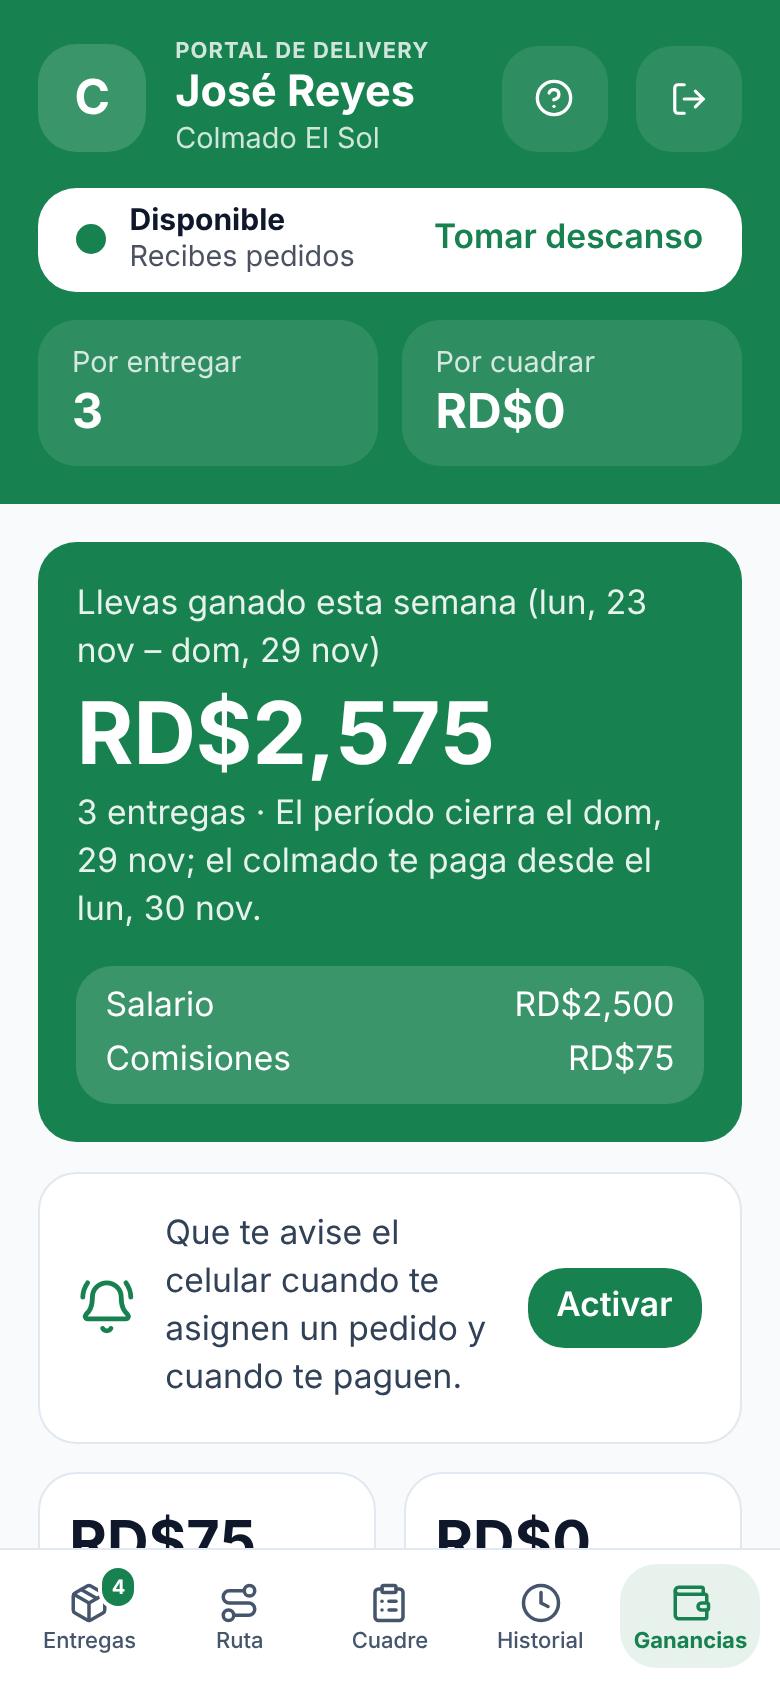 C
PORTAL DE DELIVERY
José Reyes
Colmado El Sol
Disponible
Recibes pedidos
Tomar descanso
Por entregar
3
Por cuadrar
RD$0
Llevas ganado esta semana (lun, 23
nov – dom, 29 nov)
RD$2,575
3 entregas · El período cierra el dom,
29 nov; el colmado te paga desde el
lun, 30 nov.
Salario RD$2,500
Comisiones RD$75
Que te avise el
celular cuando te
asignen un pedido y
cuando te paguen.
Activar
RD$75
RD$0
4
Entregas
Ruta
Cuadre
Historial
Ganancias